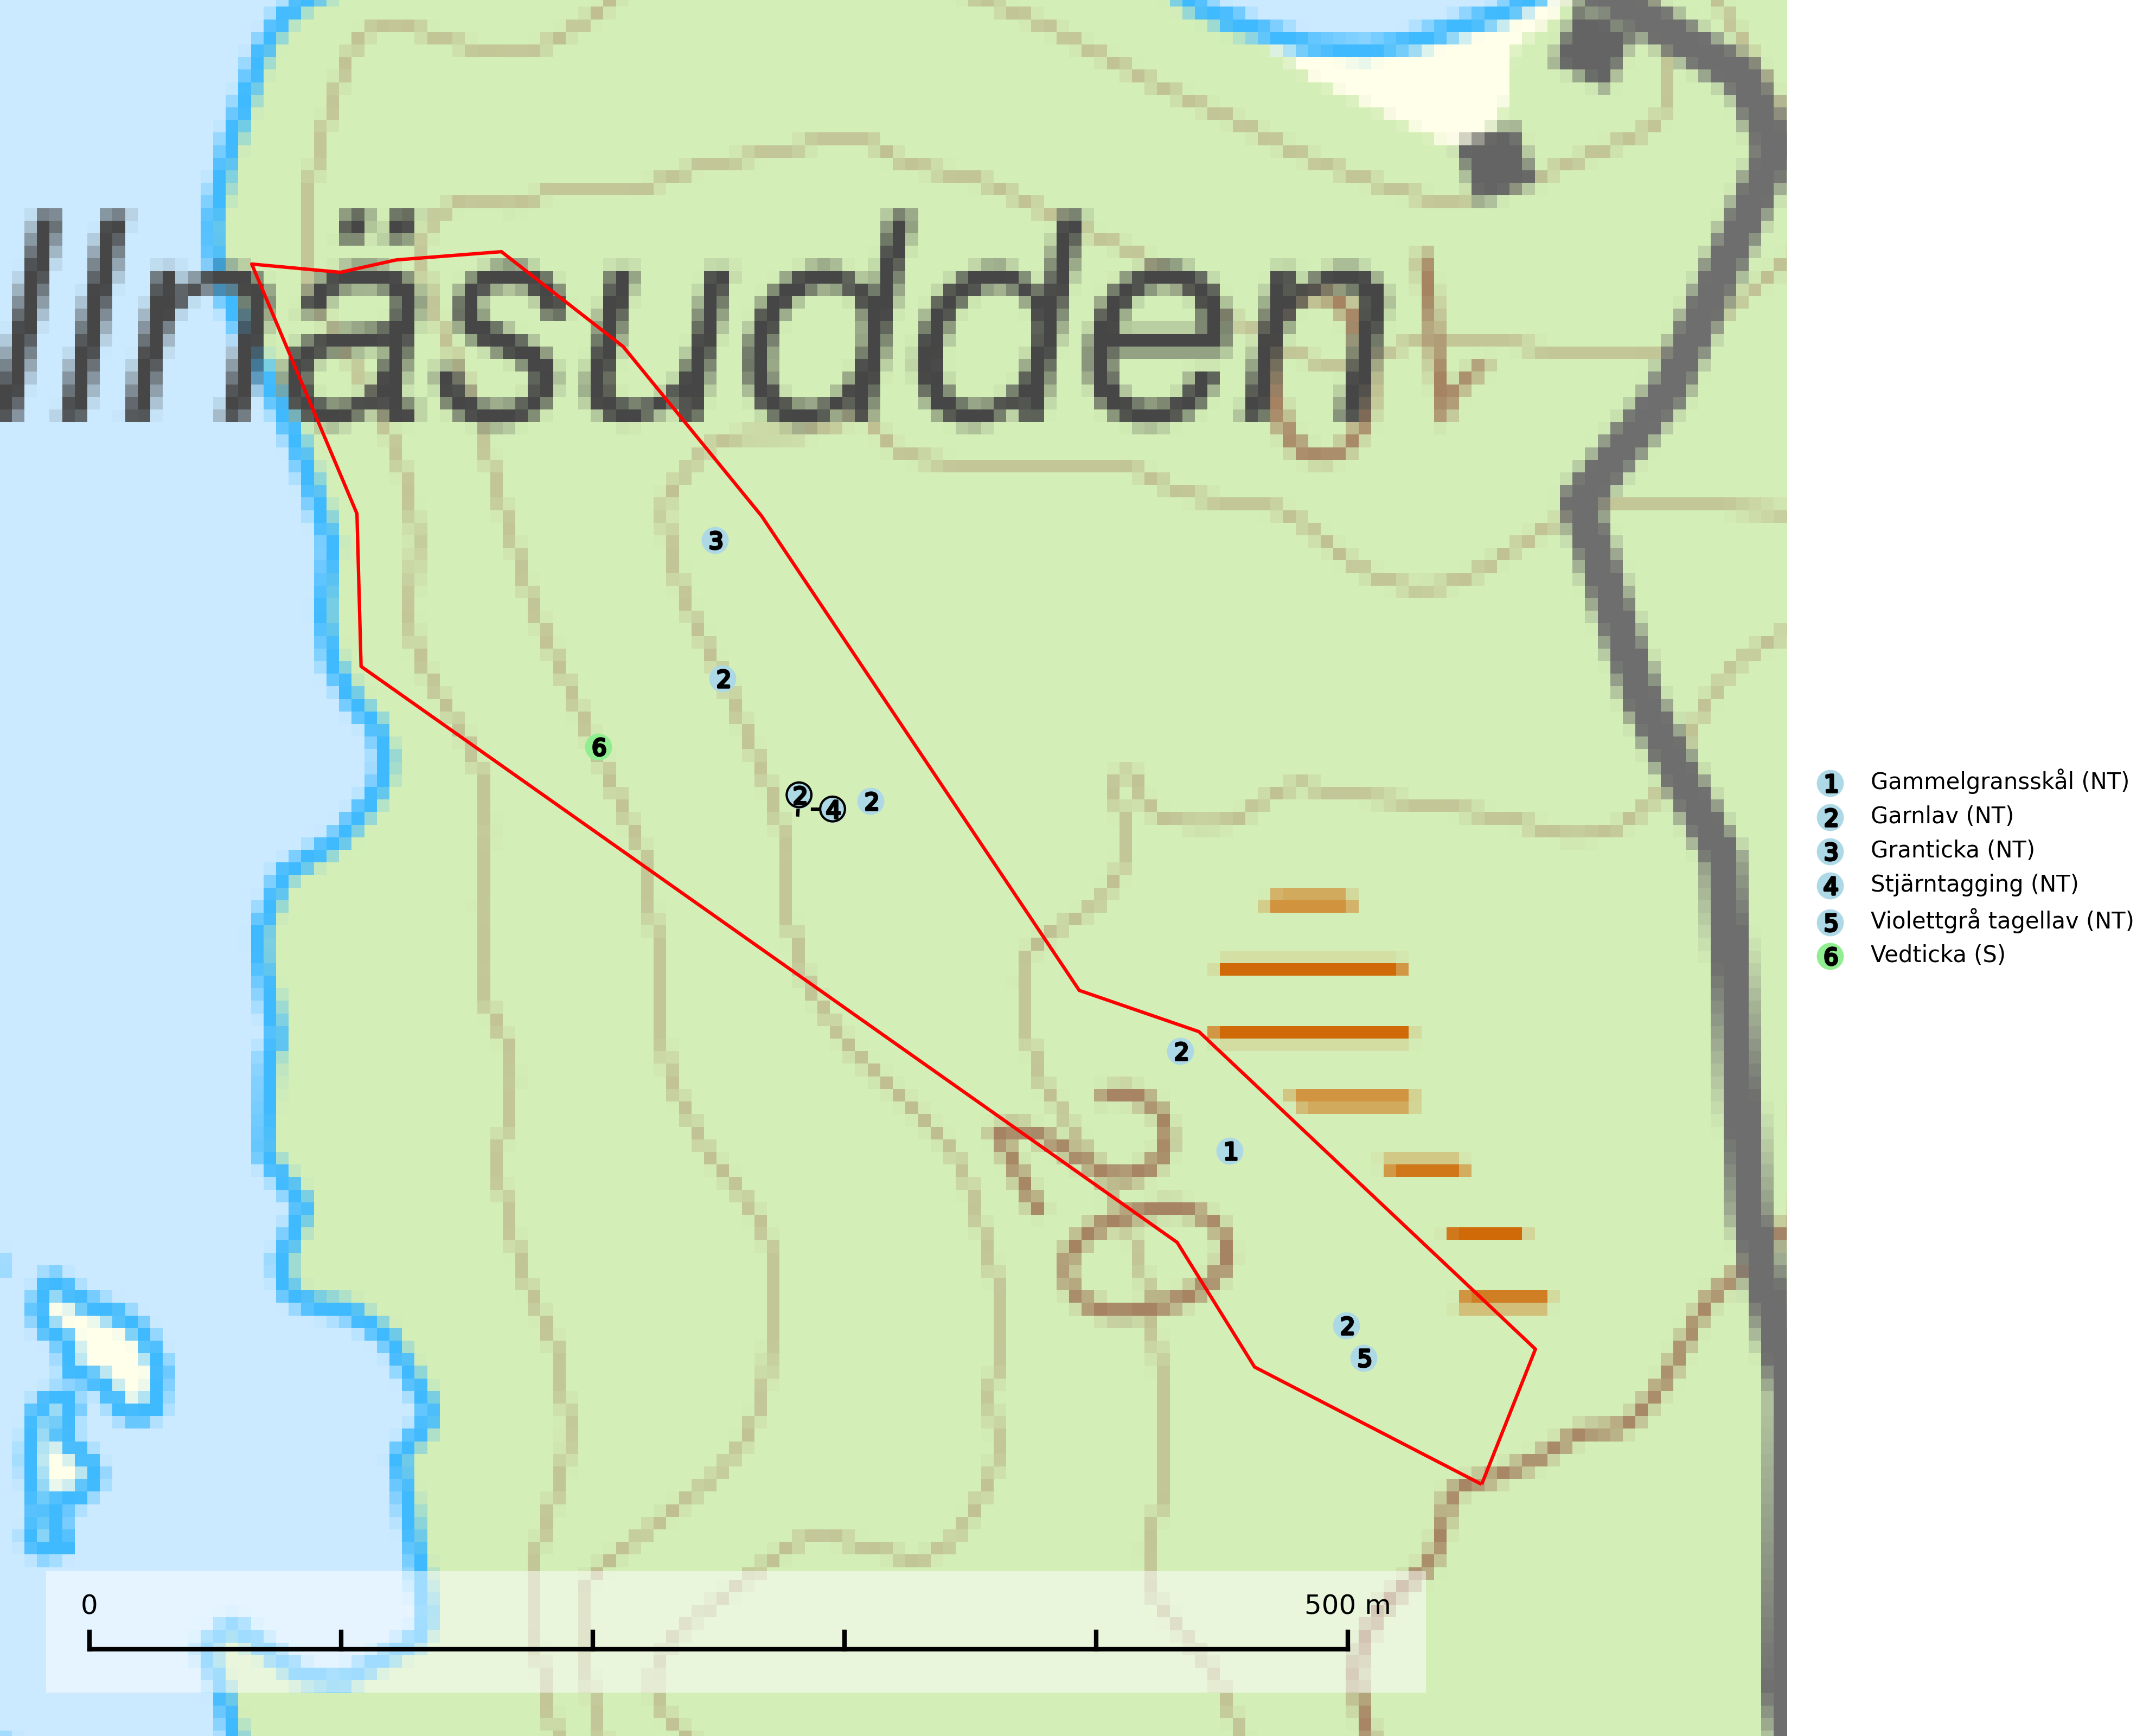 llnäsudden
3
2
6
2 4 2
2
1
2
5
0 500 m
1 Gammelgransskål (NT)
2 Garnlav (NT)
3 Granticka (NT)
4 Stjärntagging (NT)
5 Violettgrå tagellav (NT)
6 Vedticka (S)